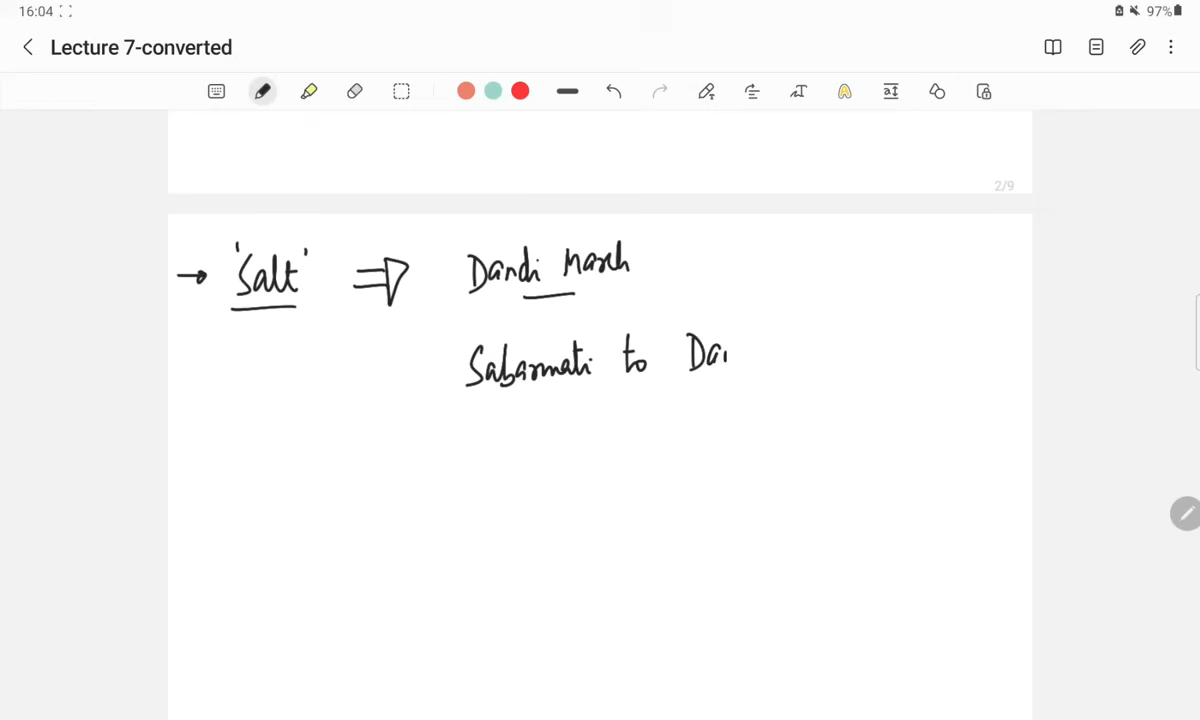 16:04 97%
Lecture 7-converted
2/9
→ 'Salt' ⇒ Dandi March
Sabarmati to Da